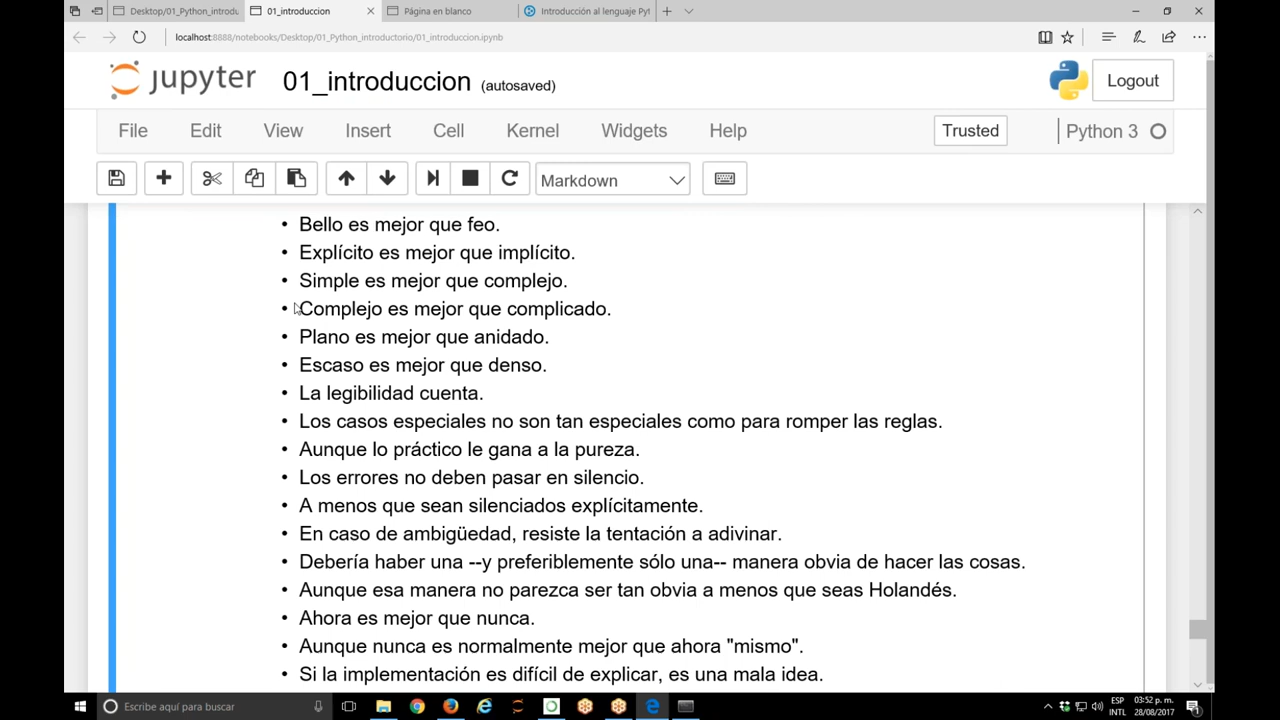 Desktop/01_Python_introdu
01_introduccion
Página en blanco
Introducción al lenguaje Pyt
localhost:8888/notebooks/Desktop/01_Python_introductorio/01_introduccion.ipynb
jupyter 01_introduccion (autosaved)
Logout
File Edit View Insert Cell Kernel Widgets Help Trusted Python 3
Markdown
• Bello es mejor que feo.
• Explícito es mejor que implícito.
• Simple es mejor que complejo.
• Complejo es mejor que complicado.
• Plano es mejor que anidado.
• Escaso es mejor que denso.
• La legibilidad cuenta.
• Los casos especiales no son tan especiales como para romper las reglas.
• Aunque lo práctico le gana a la pureza.
• Los errores no deben pasar en silencio.
• A menos que sean silenciados explícitamente.
• En caso de ambigüedad, resiste la tentación a adivinar.
• Debería haber una --y preferiblemente sólo una-- manera obvia de hacer las cosas.
• Aunque esa manera no parezca ser tan obvia a menos que seas Holandés.
• Ahora es mejor que nunca.
• Aunque nunca es normalmente mejor que ahora "mismo".
• Si la implementación es difícil de explicar, es una mala idea.
Escribe aquí para buscar
ESP
INTL
03:52 p. m.
28/08/2017